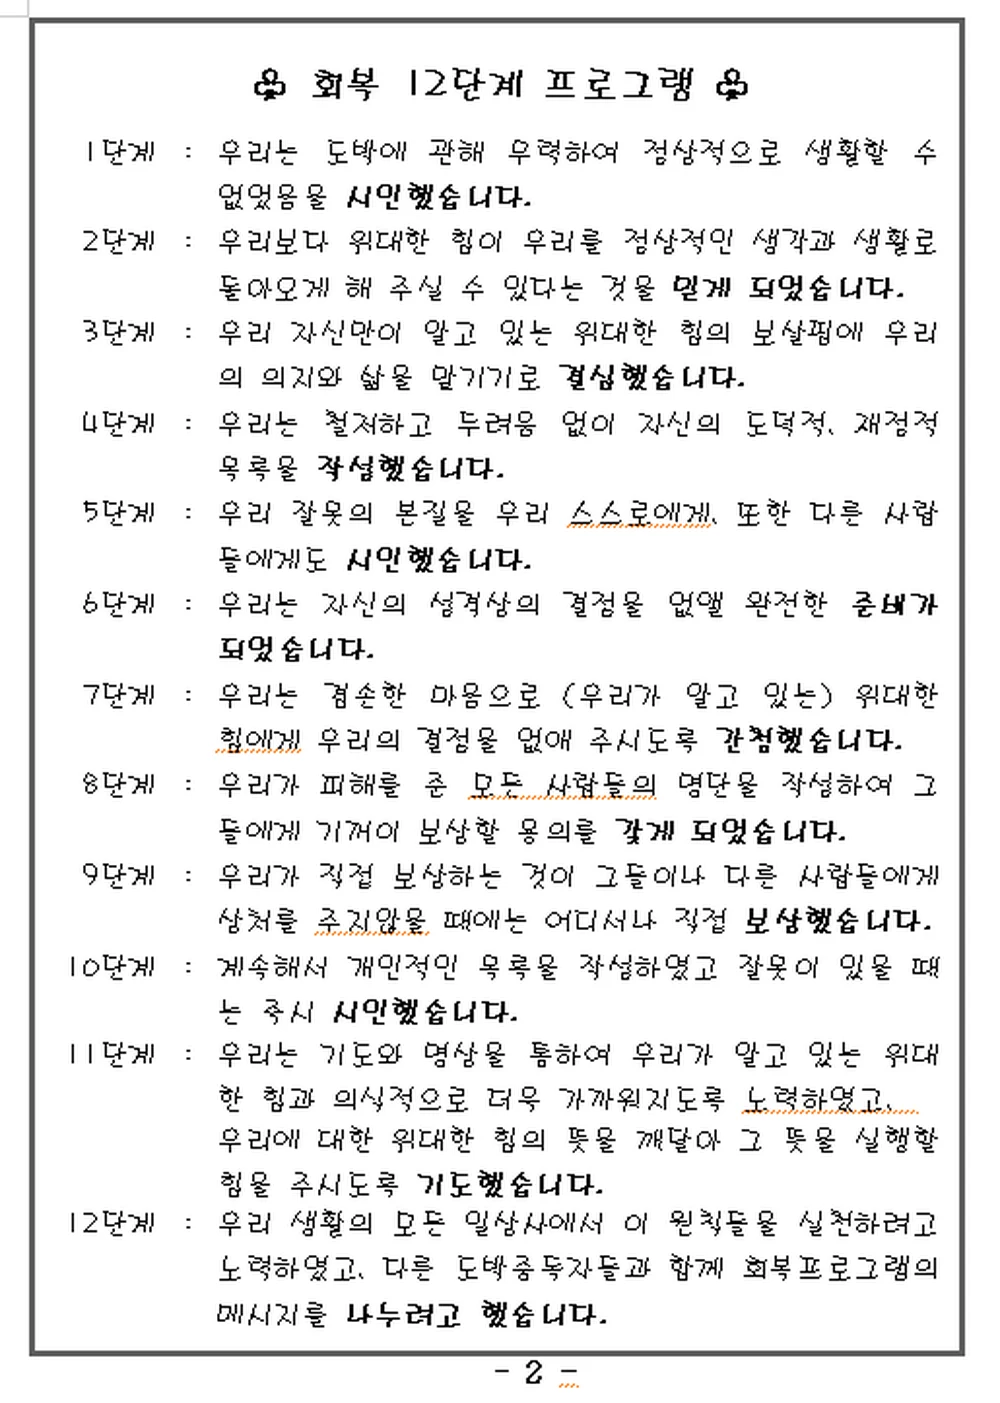 ♣ 회복 12단계 프로그램 ♣
1단계 : 우리는 도박에 관해 무력하여 정상적으로 생활할 수
없었음을 시인했습니다.
2단계 : 우리보다 위대한 힘이 우리를 정상적인 생각과 생활로
돌아오게 해 주실 수 있다는 것을 믿게 되었습니다.
3단계 : 우리 자신만이 알고 있는 위대한 힘의 보살핌에 우리
의 의지와 삶을 맡기기로 결심했습니다.
4단계 : 우리는 철저하고 두려움 없이 자신의 도덕적, 재정적
목록을 작성했습니다.
5단계 : 우리 잘못의 본질을 우리 스스로에게, 또한 다른 사람
들에게도 시인했습니다.
6단계 : 우리는 자신의 성격상의 결점을 없앨 완전한 준비가
되었습니다.
7단계 : 우리는 겸손한 마음으로 (우리가 알고 있는) 위대한
힘에게 우리의 결점을 없애 주시도록 간청했습니다.
8단계 : 우리가 피해를 준 모든 사람들의 명단을 작성하여 그
들에게 기꺼이 보상할 용의를 갖게 되었습니다.
9단계 : 우리가 직접 보상하는 것이 그들이나 다른 사람들에게
상처를 주지않을 때에는 어디서나 직접 보상했습니다.
10단계 : 계속해서 개인적인 목록을 작성하였고 잘못이 있을 때
는 즉시 시인했습니다.
11단계 : 우리는 기도와 명상을 통하여 우리가 알고 있는 위대
한 힘과 의식적으로 더욱 가까워지도록 노력하였고,
우리에 대한 위대한 힘의 뜻을 깨달아 그 뜻을 실행할
힘을 주시도록 기도했습니다.
12단계 : 우리 생활의 모든 일상사에서 이 원칙들을 실천하려고
노력하였고, 다른 도박중독자들과 함께 회복프로그램의
메시지를 나누려고 했습니다.
- 2 -